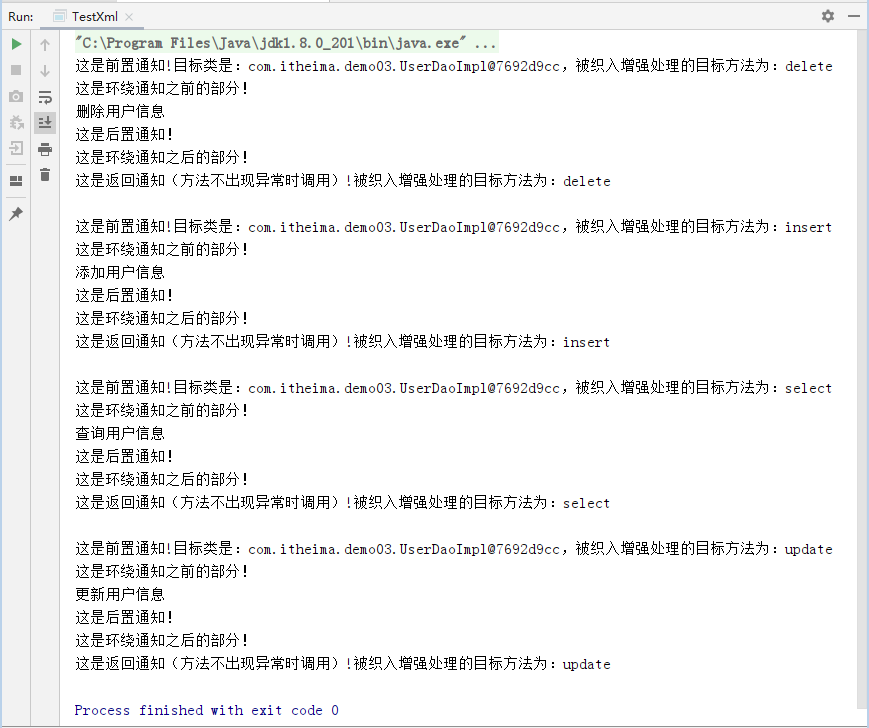 Run: TestXml
"C:\Program Files\Java\jdk1.8.0_201\bin\java.exe" ...
这是前置通知!目标类是：com.itheima.demo03.UserDaoImpl@7692d9cc，被织入增强处理的目标方法为：delete
这是环绕通知之前的部分!
删除用户信息
这是后置通知!
这是环绕通知之后的部分!
这是返回通知（方法不出现异常时调用）!被织入增强处理的目标方法为：delete
这是前置通知!目标类是：com.itheima.demo03.UserDaoImpl@7692d9cc，被织入增强处理的目标方法为：insert
这是环绕通知之前的部分!
添加用户信息
这是后置通知!
这是环绕通知之后的部分!
这是返回通知（方法不出现异常时调用）!被织入增强处理的目标方法为：insert
这是前置通知!目标类是：com.itheima.demo03.UserDaoImpl@7692d9cc，被织入增强处理的目标方法为：select
这是环绕通知之前的部分!
查询用户信息
这是后置通知!
这是环绕通知之后的部分!
这是返回通知（方法不出现异常时调用）!被织入增强处理的目标方法为：select
这是前置通知!目标类是：com.itheima.demo03.UserDaoImpl@7692d9cc，被织入增强处理的目标方法为：update
这是环绕通知之前的部分!
更新用户信息
这是后置通知!
这是环绕通知之后的部分!
这是返回通知（方法不出现异常时调用）!被织入增强处理的目标方法为：update
Process finished with exit code 0